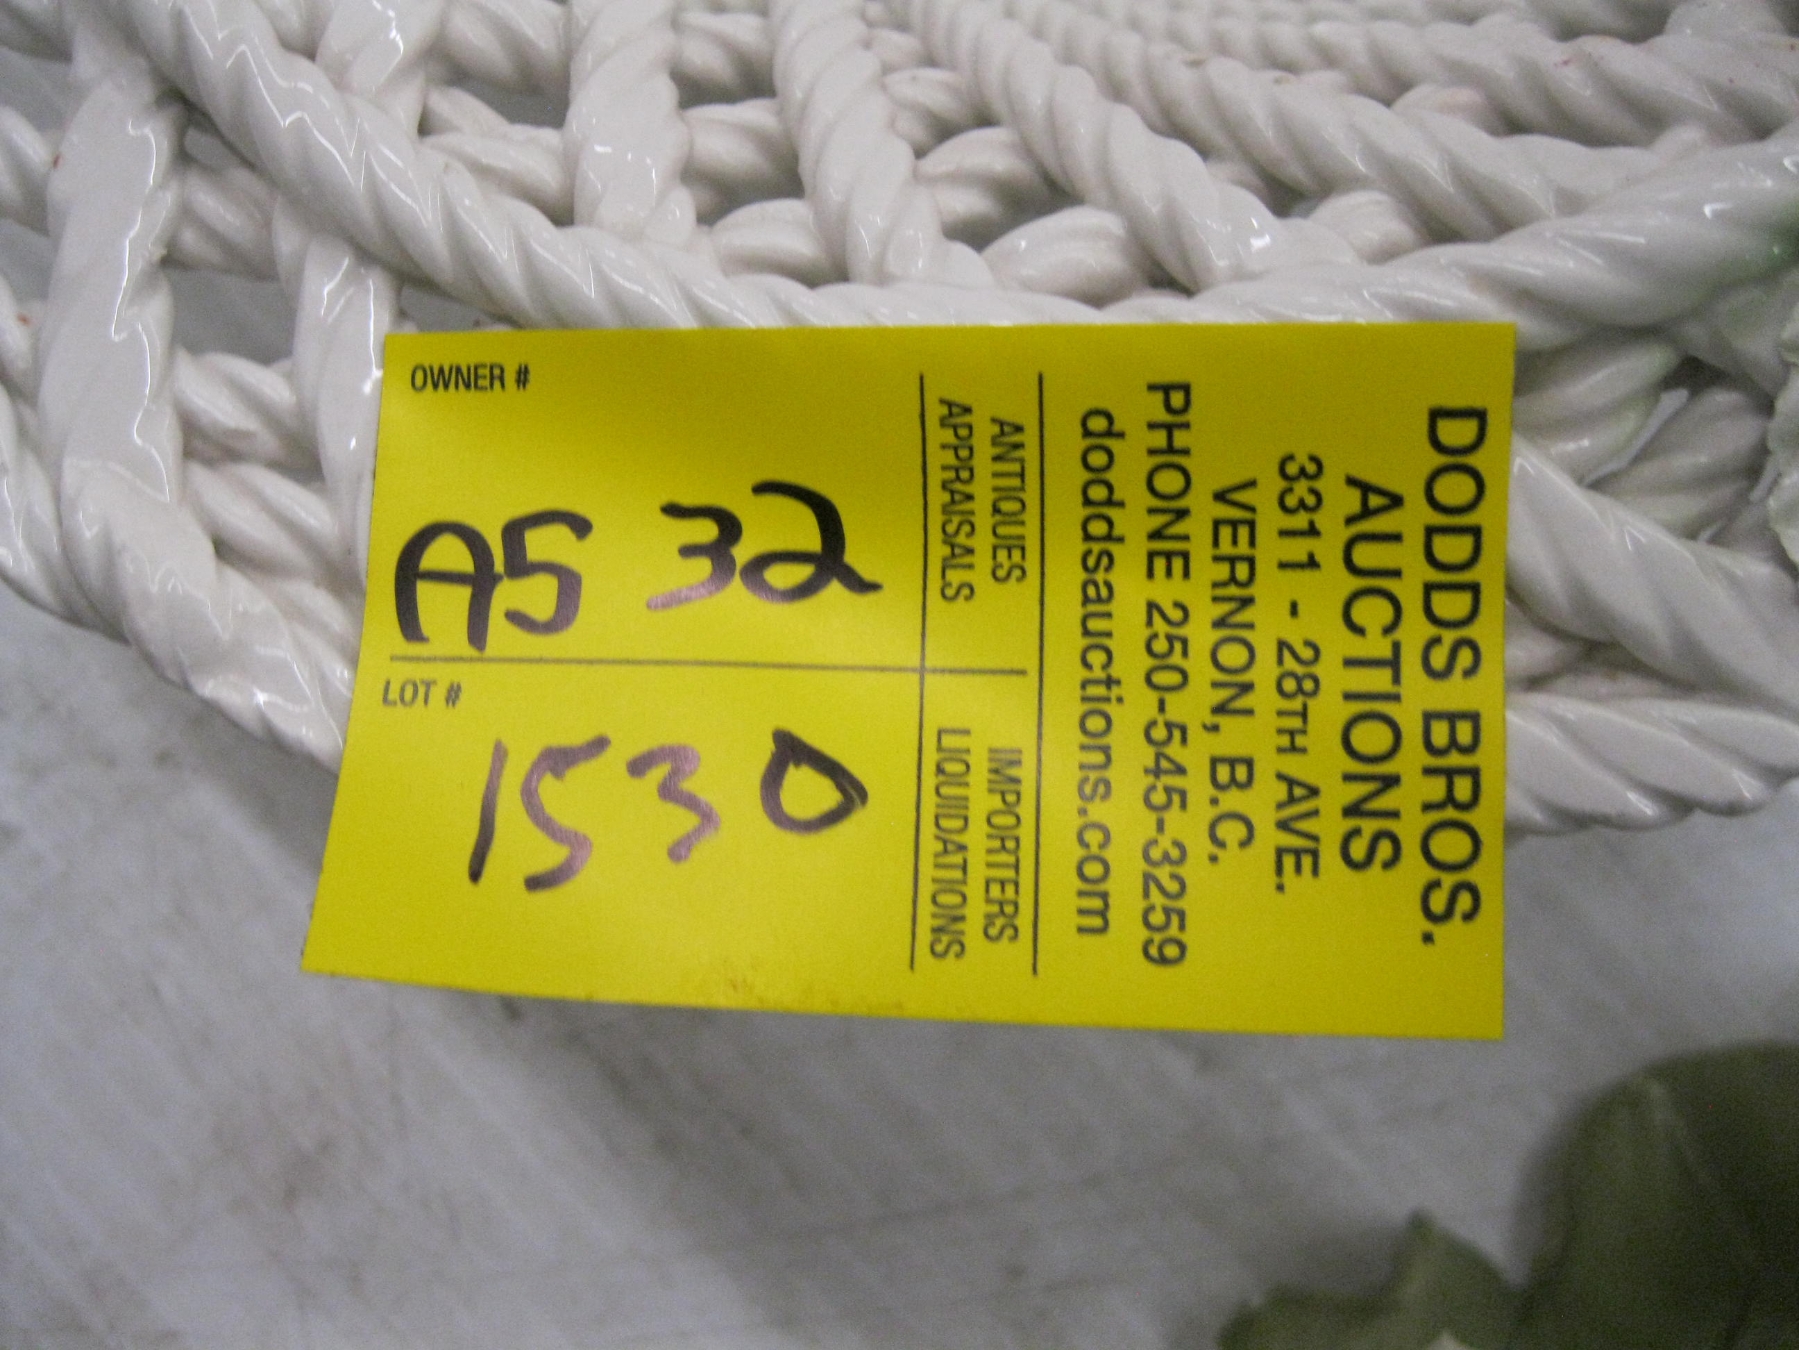 DODDS BROS.
AUCTIONS
3311 - 28TH AVE.
VERNON, B.C.
PHONE 250-545-3259
doddsauctions.com
ANTIQUES IMPORTERS
APPRAISALS LIQUIDATIONS
OWNER #
A5 32
LOT #
1530